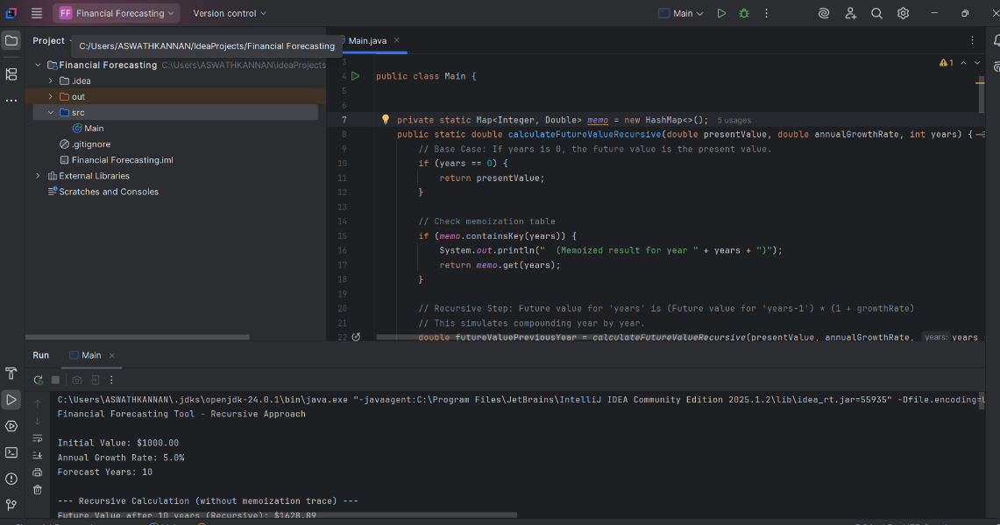 FF Financial Forecasting Version control Main
Project Main.java
C:/Users/ASWATHKANNAN/IdeaProjects/Financial Forecasting
Financial Forecasting C:\Users\ASWATHKANNAN\IdeaProjects
.idea
out
src
Main
.gitignore
Financial Forecasting.iml
External Libraries
Scratches and Consoles
1
3
4 public class Main {
5
6
7 private static Map<Integer, Double> memo = new HashMap<>(); 5 usages
8 public static double calculateFutureValueRecursive(double presentValue, double annualGrowthRate, int years) {
9 // Base Case: If years is 0, the future value is the present value.
10 if (years == 0) {
11 return presentValue;
12 }
13
14 // Check memoization table
15 if (memo.containsKey(years)) {
16 System.out.println("  (Memoized result for year " + years + ")");
17 return memo.get(years);
18 }
19
20 // Recursive Step: Future value for 'years' is (Future value for 'years-1') * (1 + growthRate)
21 // This simulates compounding year by year.
22 double futureValuePreviousYear = calculateFutureValueRecursive(presentValue, annualGrowthRate, years: years
Run Main
C:\Users\ASWATHKANNAN\.jdks\openjdk-24.0.1\bin\java.exe "-javaagent:C:\Program Files\JetBrains\IntelliJ IDEA Community Edition 2025.1.2\lib\idea_rt.jar=55935" -Dfile.encoding=U
Financial Forecasting Tool - Recursive Approach
Initial Value: $1000.00
Annual Growth Rate: 5.0%
Forecast Years: 10
--- Recursive Calculation (without memoization trace) ---
Future Value after 10 years (Recursive): $1628.89